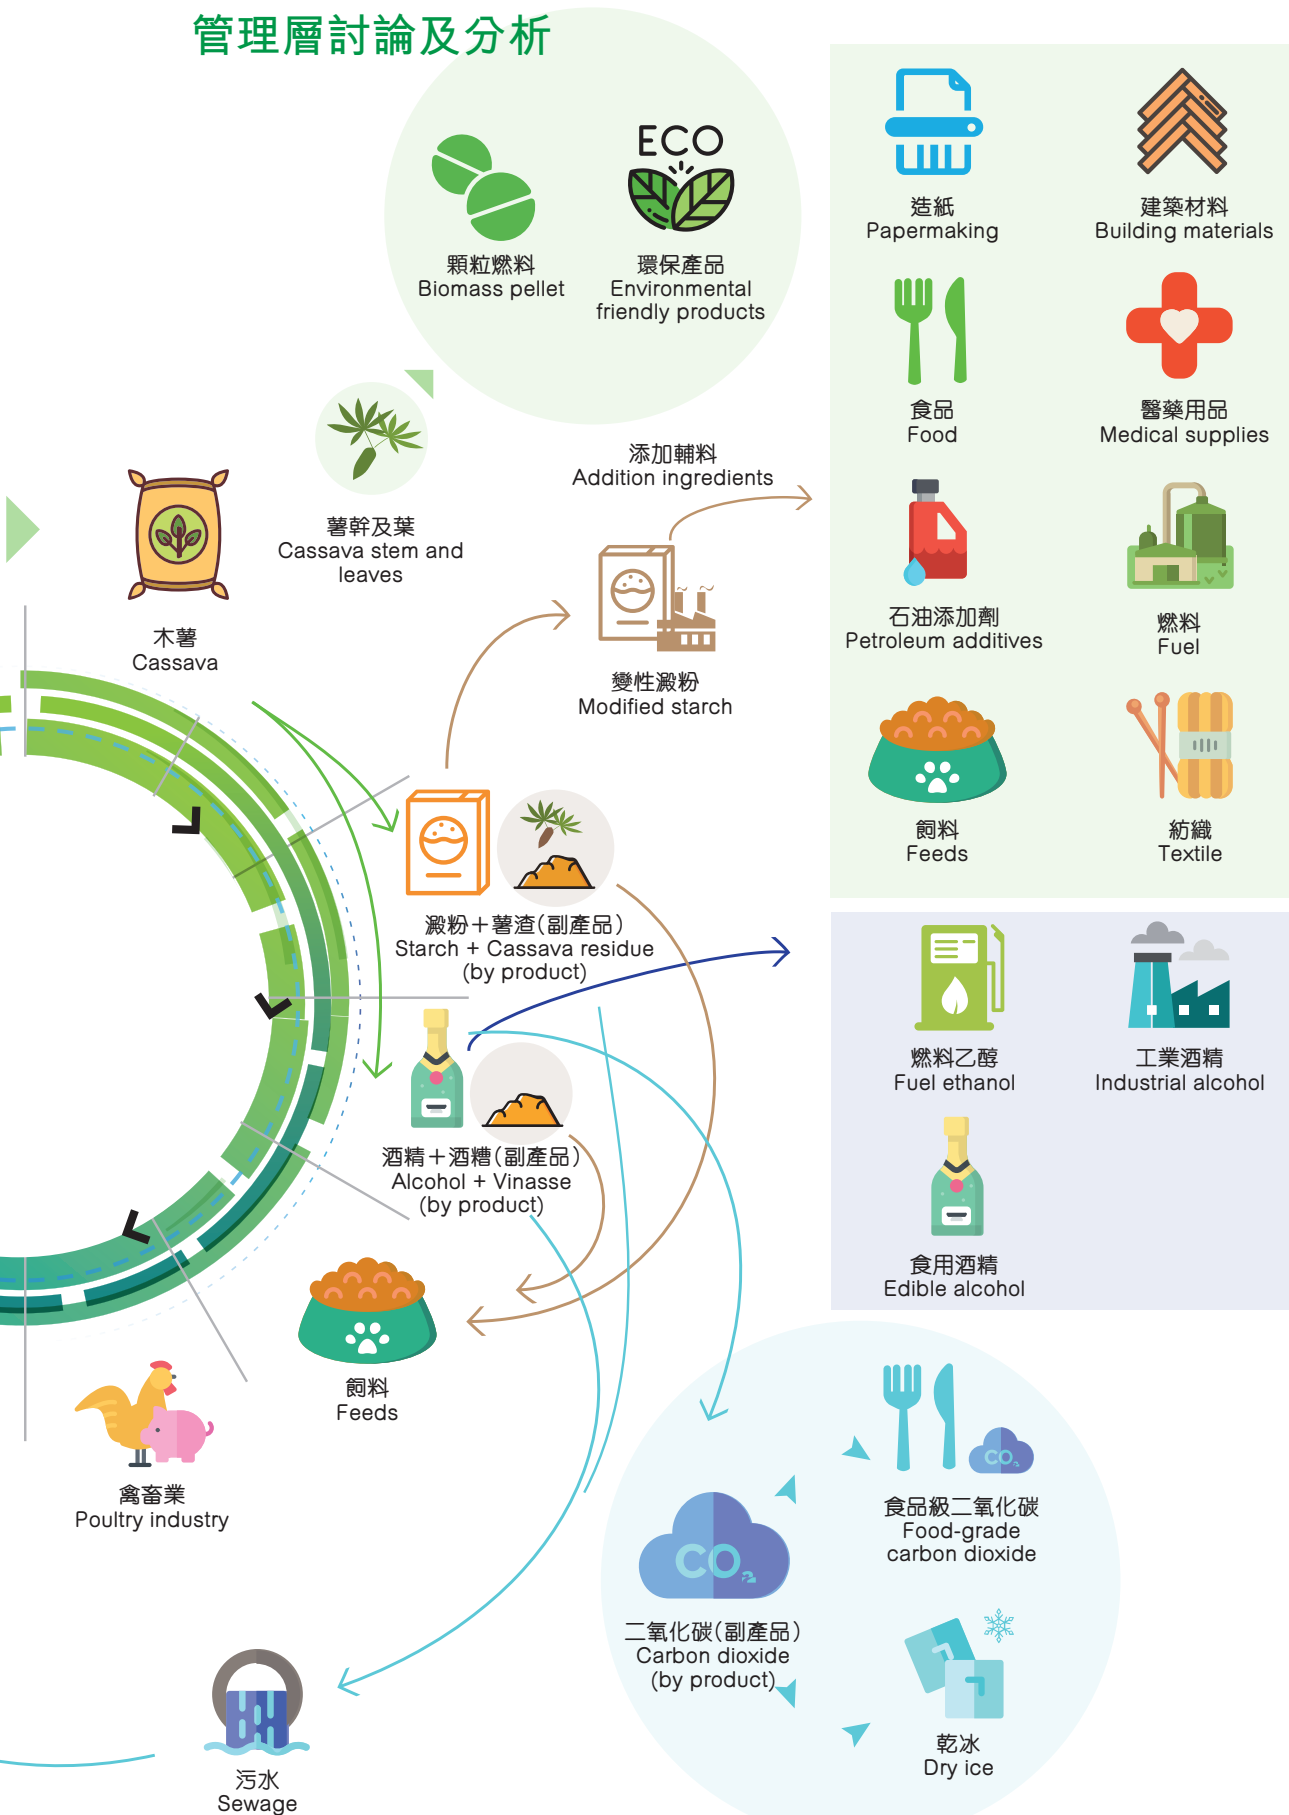 管理層討論及分析
ECO
顆粒燃料
Biomass pellet
環保產品
Environmental
friendly products
造紙
Papermaking
建築材料
Building materials
食品
Food
醫藥用品
Medical supplies
石油添加劑
Petroleum additives
燃料
Fuel
飼料
Feeds
紡織
Textile
薯幹及葉
Cassava stem and
leaves
添加輔料
Addition ingredients
木薯
Cassava
變性澱粉
Modified starch
澱粉＋薯渣（副產品）
Starch + Cassava residue
(by product)
酒精＋酒糟（副產品）
Alcohol + Vinasse
(by product)
燃料乙醇
Fuel ethanol
工業酒精
Industrial alcohol
食用酒精
Edible alcohol
飼料
Feeds
禽畜業
Poultry industry
CO₂
二氧化碳（副產品）
Carbon dioxide
(by product)
CO₂
食品級二氧化碳
Food-grade
carbon dioxide
乾冰
Dry ice
污水
Sewage